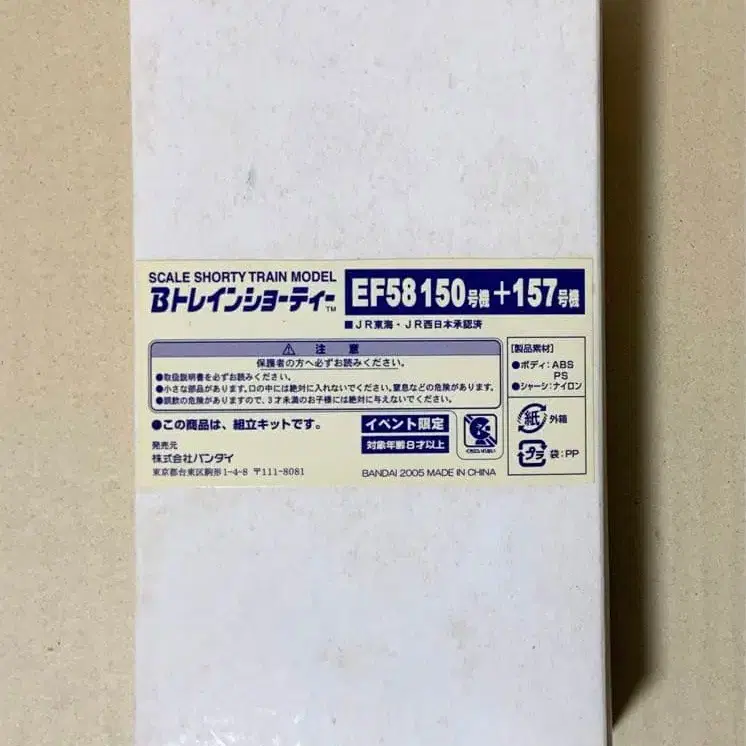 SCALE SHORTY TRAIN MODEL
Bトレインショーティー™
EF58 150号機+157号機
■JR東海・JR西日本承認済
⚠ 注 意
保護者の方へ必ずお読みください。
●取扱説明書を必ずお読みください。
●小さな部品があります。口の中には絶対に入れないでください。窒息などの危険があります。
●誤飲の危険がありますので、3才未満のお子様には絶対に与えないでください。
●この商品は、組立キットです。
イベント限定
対象年齢8才以上
発売元
株式会社バンダイ
東京都台東区駒形1-4-8 〒111-8081
BANDAI 2005 MADE IN CHINA
[製品素材]
●ボディ:ABS
PS
●シャーシ:ナイロン
紙 外箱
プラ 袋:PP